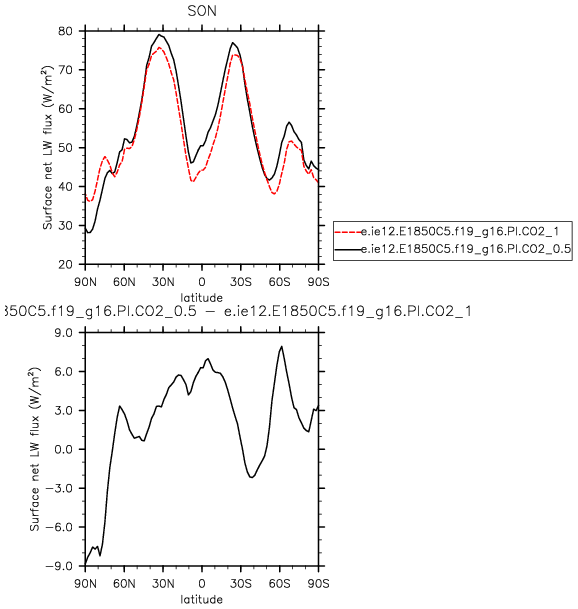 SON
Surface net LW flux (W/m²)
80
70
60
50
40
30
20
90N 60N 30N 0 30S 60S 90S
latitude
e.ie12.E1850C5.f19_g16.PI.CO2_1
e.ie12.E1850C5.f19_g16.PI.CO2_0.5
350C5.f19_g16.PI.CO2_0.5 − e.ie12.E1850C5.f19_g16.PI.CO2_1
Surface net LW flux (W/m²)
9.0
6.0
3.0
0.0
−3.0
−6.0
−9.0
90N 60N 30N 0 30S 60S 90S
latitude